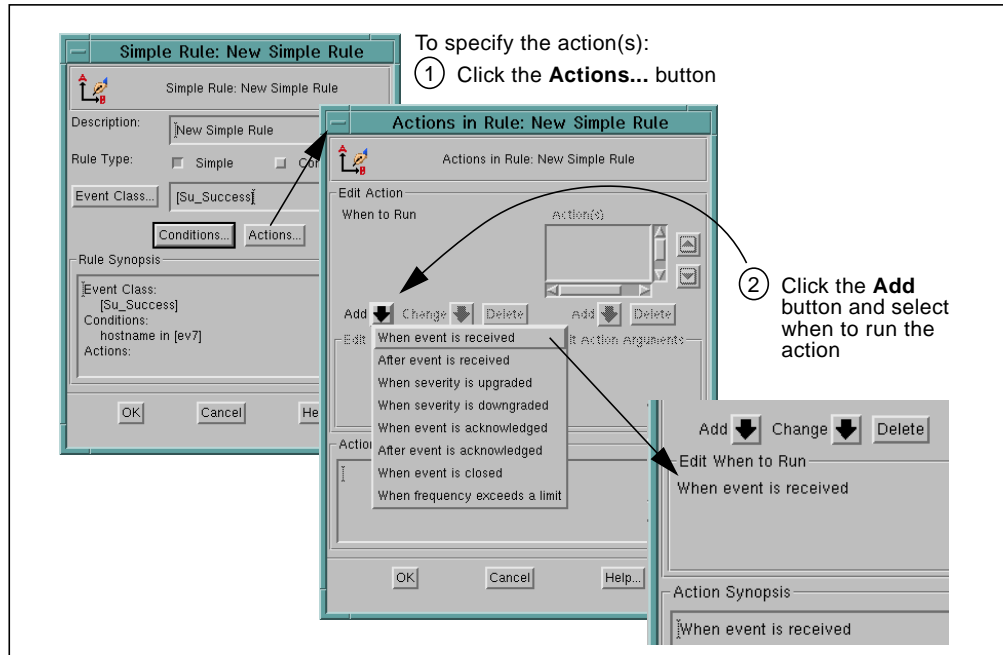 To specify the action(s):
1 Click the Actions... button
Simple Rule: New Simple Rule
Simple Rule: New Simple Rule
Description:
New Simple Rule
Rule Type:
Simple
Event Class...
[Su_Success]
Conditions...
Actions...
Rule Synopsis
Event Class:
[Su_Success]
Conditions:
hostname in [ev7]
Actions:
OK
Cancel
Actions in Rule: New Simple Rule
Actions in Rule: New Simple Rule
Edit Action
When to Run
Action(s)
Add
Change
Delete
Add
Delete
Edit
When event is received
After event is received
When severity is upgraded
When severity is downgraded
When event is acknowledged
After event is acknowledged
When event is closed
When frequency exceeds a limit
Action Arguments
OK
Cancel
Help...
2 Click the Add
button and select
when to run the
action
Add
Change
Delete
Edit When to Run
When event is received
Action Synopsis
When event is received